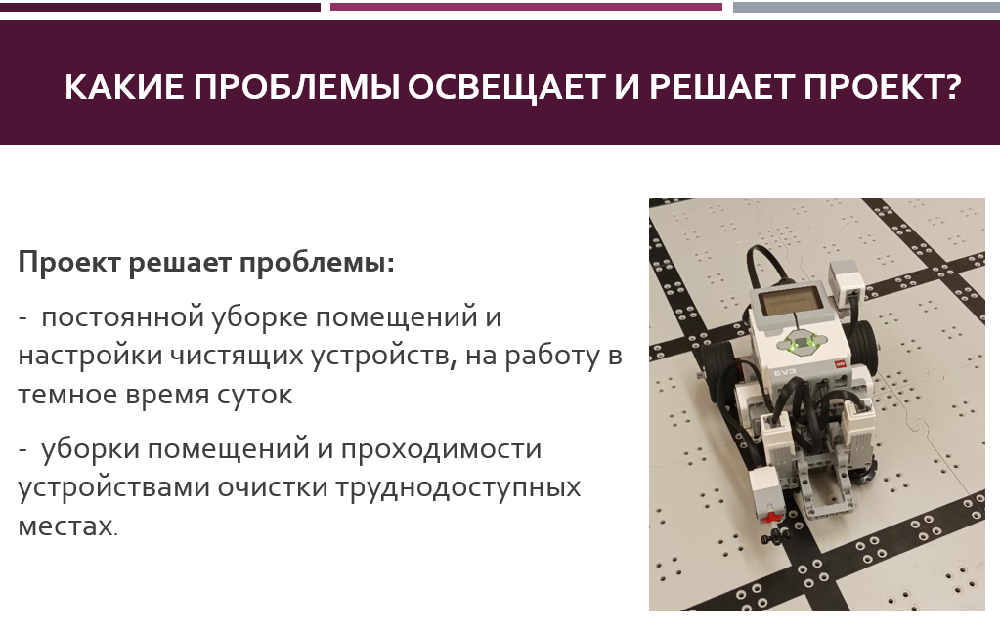 КАКИЕ ПРОБЛЕМЫ ОСВЕЩАЕТ И РЕШАЕТ ПРОЕКТ?
Проект решает проблемы:
- постоянной уборке помещений и
настройки чистящих устройств, на работу в
темное время суток
- уборки помещений и проходимости
устройствами очистки труднодоступных
местах.
EV3